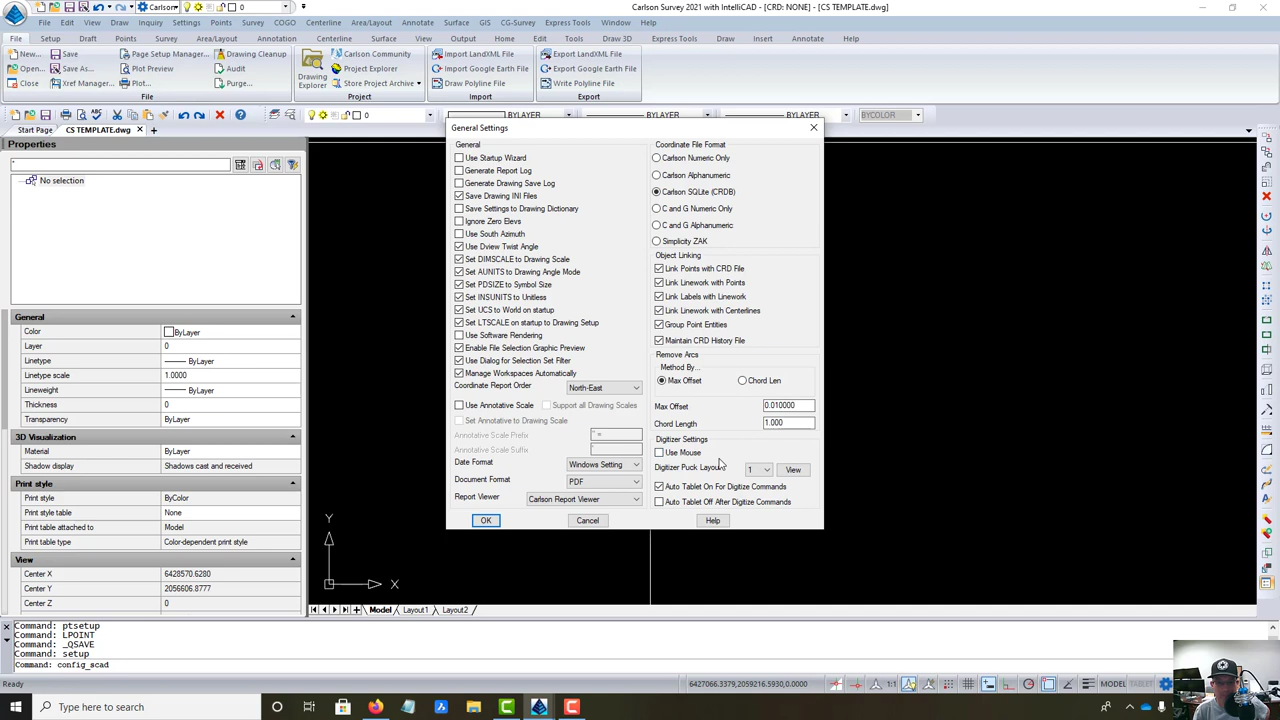 Carlson 0 Carlson Survey 2021 with IntelliCAD - [CRD: NONE] - [CS TEMPLATE.dwg]
File Edit View Draw Inquiry Settings Points Survey COGO Centerline Area/Layout Annotate Surface GIS CG-Survey Express Tools Window Help
File Setup Draft Points Survey Area/Layout Annotation Centerline Surface Output Home Edit Tools Draw 3D View Express Tools Draw Insert Annotate
New... Save Page Setup Manager... Drawing Cleanup Carlson Community Import LandXML File Export LandXML File
Open... Save As... Plot Preview Audit Project Explorer Import Google Earth File Export Google Earth File
Close Xref Manager... Plot... Purge... Drawing Explorer Store Project Archive Draw Polyline File Write Polyline File
File Project Import Export
0 BYLAYER BYLAYER BYLAYER BYCOLOR
Start Page CS TEMPLATE.dwg
Properties
*
No selection
General
Color ByLayer
Layer 0
Linetype ByLayer
Linetype scale 1.0000
Lineweight ByLayer
Thickness 0
Transparency ByLayer
3D Visualization
Material ByLayer
Shadow display Shadows cast and received
Print style
Print style ByColor
Print style table None
Print table attached to Model
Print table type Color-dependent print style
View
Center X 6428570.6280
Center Y 2056606.8777
Center Z 0
General Settings
General
Use Startup Wizard
Generate Report Log
Generate Drawing Save Log
Save Drawing INI Files
Save Settings to Drawing Dictionary
Ignore Zero Elevs
Use South Azimuth
Use Dview Twist Angle
Set DIMSCALE to Drawing Scale
Set AUNITS to Drawing Angle Mode
Set PDSIZE to Symbol Size
Set INSUNITS to Unitless
Set UCS to World on startup
Set LTSCALE on startup to Drawing Setup
Use Software Rendering
Enable File Selection Graphic Preview
Use Dialog for Selection Set Filter
Manage Workspaces Automatically
Coordinate Report Order North-East
Use Annotative Scale Support all Drawing Scales
Set Annotative to Drawing Scale
Annotative Scale Prefix
Annotative Scale Suffix
Date Format Windows Setting
Document Format PDF
Report Viewer Carlson Report Viewer
OK Cancel Help
Coordinate File Format
Carlson Numeric Only
Carlson Alphanumeric
Carlson SQLite (CRDB)
C and G Numeric Only
C and G Alphanumeric
Simplicity ZAK
Object Linking
Link Points with CRD File
Link Linework with Points
Link Labels with Linework
Link Linework with Centerlines
Group Point Entities
Maintain CRD History File
Remove Arcs
Method By...
Max Offset Chord Len
Max Offset 0.010000
Chord Length 1.000
Digitizer Settings
Use Mouse
Digitizer Puck Layout 1 View
Auto Tablet On For Digitize Commands
Auto Tablet Off After Digitize Commands
Y
X
Model Layout1 Layout2
Command: ptsetup
Command: LPOINT
Command: _QSAVE
Command: setup
Command: config_scad
Ready 6427066.3379,2059216.5930,0.0000 1:1 MODEL TABLET
Type here to search